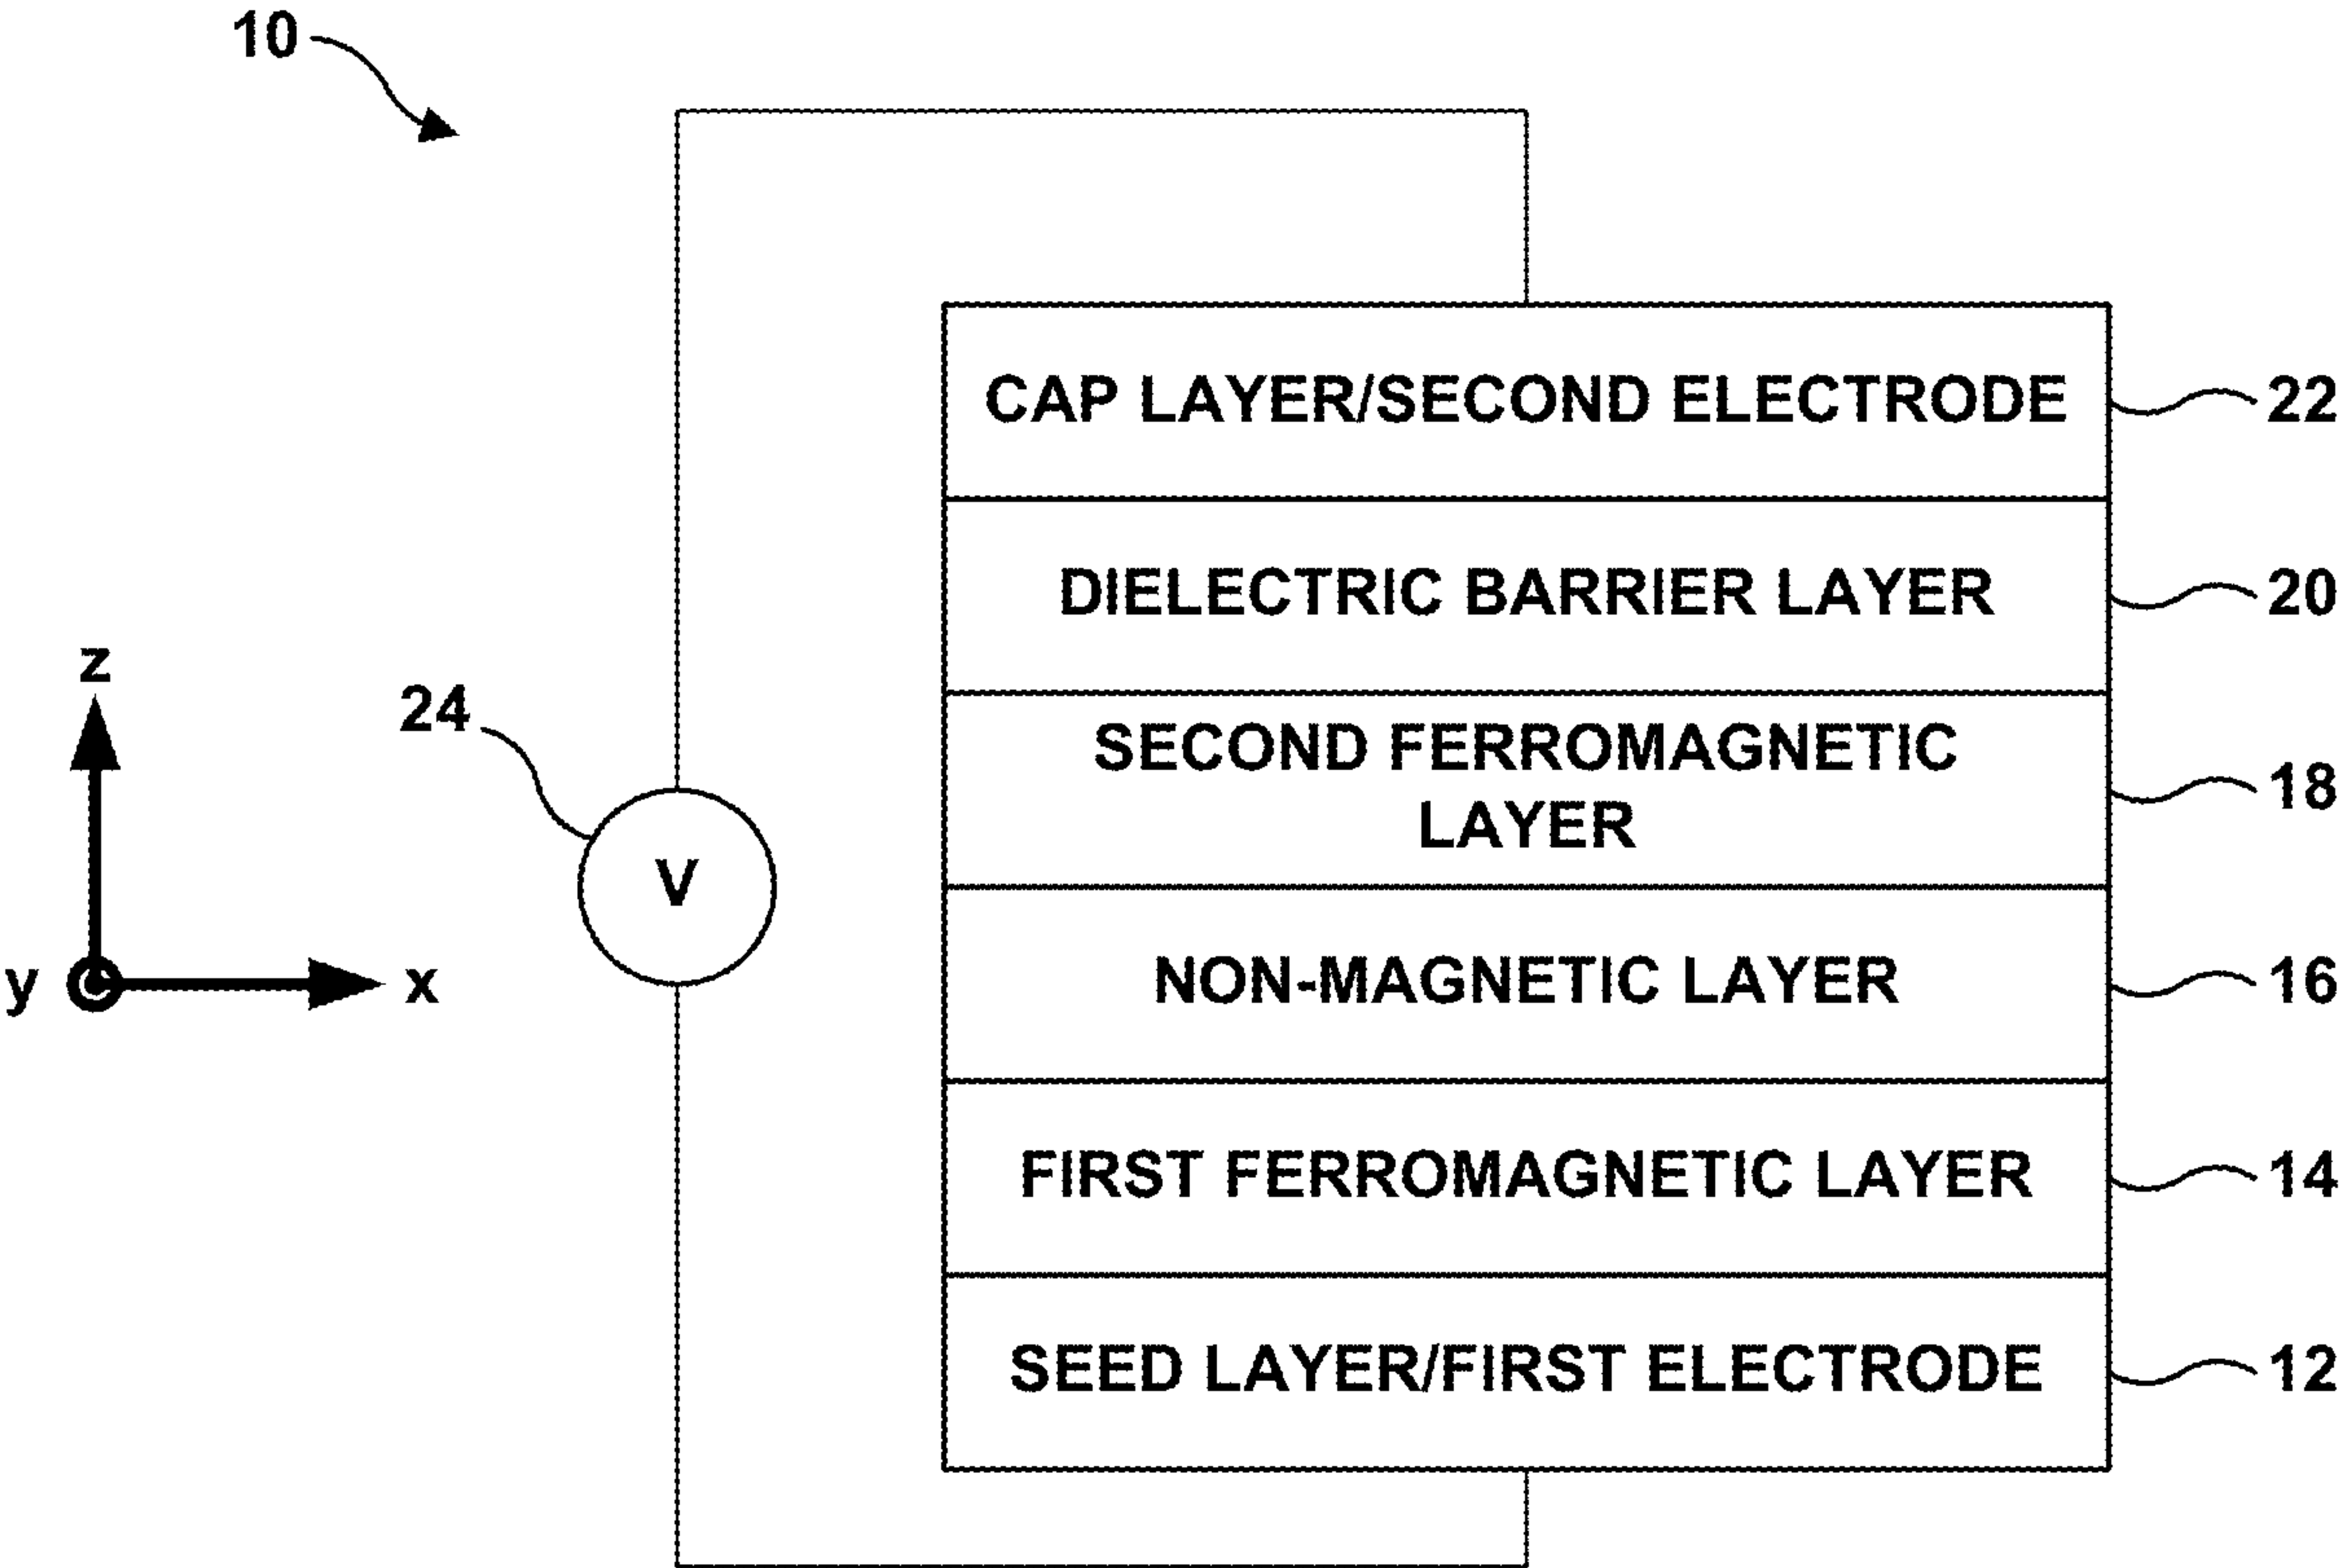 10
CAP LAYER/SECOND ELECTRODE
22
DIELECTRIC BARRIER LAYER
20
z
24
SECOND FERROMAGNETIC
LAYER
18
V
y
x
NON-MAGNETIC LAYER
16
FIRST FERROMAGNETIC LAYER
14
SEED LAYER/FIRST ELECTRODE
12